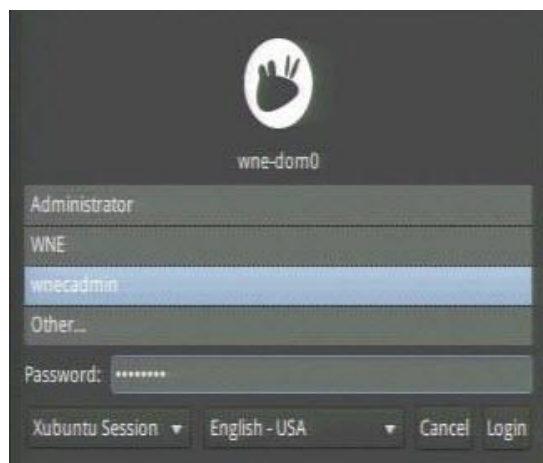 wne-dom0
Administrator
WNE
wnecadmin
Other...
Password: ••••••••
Xubuntu Session English - USA Cancel Login